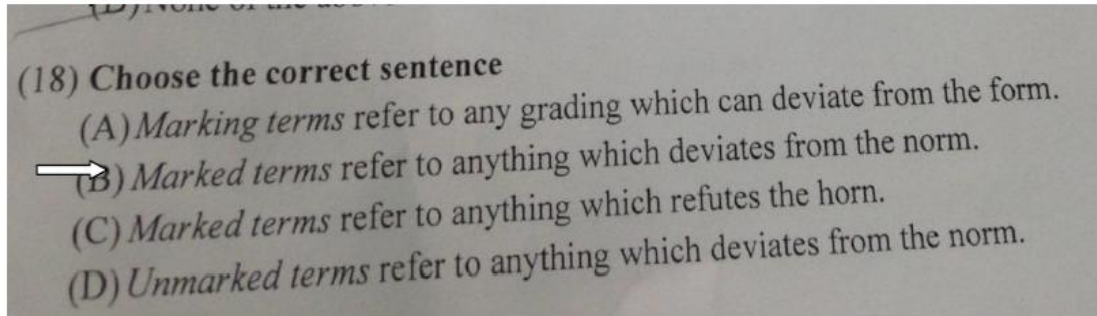 (18) Choose the correct sentence
(A) Marking terms refer to any grading which can deviate from the form.
(B) Marked terms refer to anything which deviates from the norm.
(C) Marked terms refer to anything which refutes the horn.
(D) Unmarked terms refer to anything which deviates from the norm.